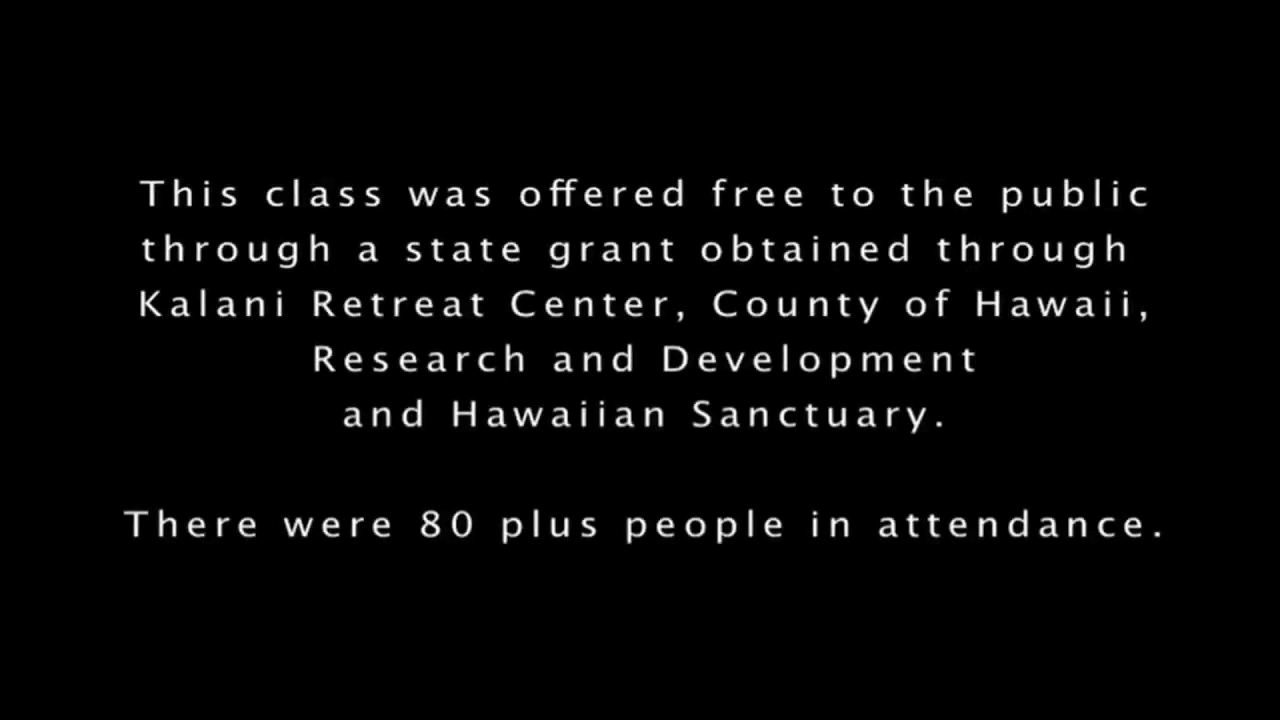 This class was offered free to the public
through a state grant obtained through
Kalani Retreat Center, County of Hawaii,
Research and Development
and Hawaiian Sanctuary.
There were 80 plus people in attendance.